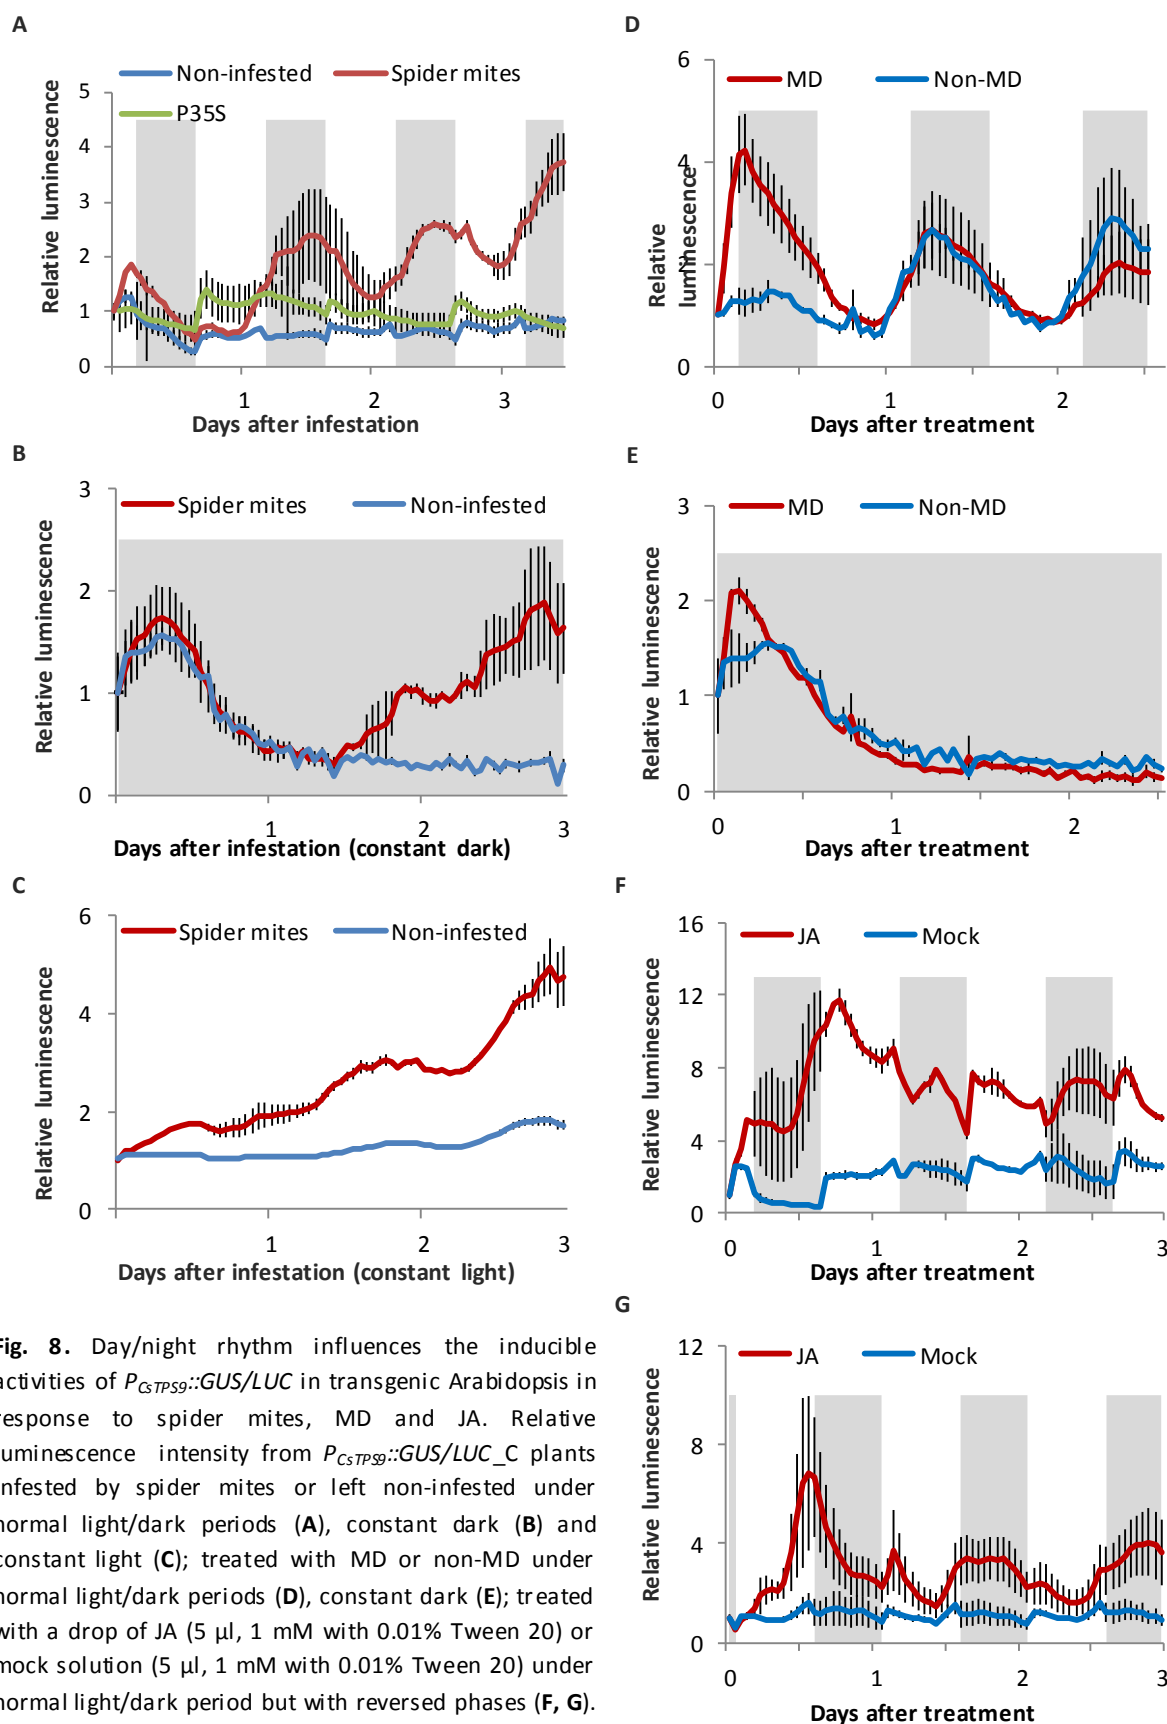 A
Non-infested
Spider mites
P35S
5
4
3
2
1
0
Relative luminescence
1
2
3
Days after infestation
B
Spider mites
Non-infested
3
2
1
0
Relative luminescence
1
2
3
Days after infestation (constant dark)
C
Spider mites
Non-infested
6
4
2
0
Relative luminescence
1
2
3
Days after infestation (constant light)
D
MD
Non-MD
6
4
2
0
Relative
luminescence
0
1
2
Days after treatment
E
MD
Non-MD
3
2
1
0
Relative luminescence
0
1
2
Days after treatment
F
JA
Mock
16
12
8
4
0
Relative luminescence
0
1
2
3
Days after treatment
G
JA
Mock
12
8
4
0
Relative luminescence
0
1
2
3
Days after treatment
Fig. 8. Day/night rhythm influences the inducible
activities of PCsTPS9::GUS/LUC in transgenic Arabidopsis in
response to spider mites, MD and JA. Relative
luminescence intensity from PCsTPS9::GUS/LUC_C plants
infested by spider mites or left non-infested under
normal light/dark periods (A), constant dark (B) and
constant light (C); treated with MD or non-MD under
normal light/dark periods (D), constant dark (E); treated
with a drop of JA (5 µl, 1 mM with 0.01% Tween 20) or
mock solution (5 µl, 1 mM with 0.01% Tween 20) under
normal light/dark period but with reversed phases (F, G).